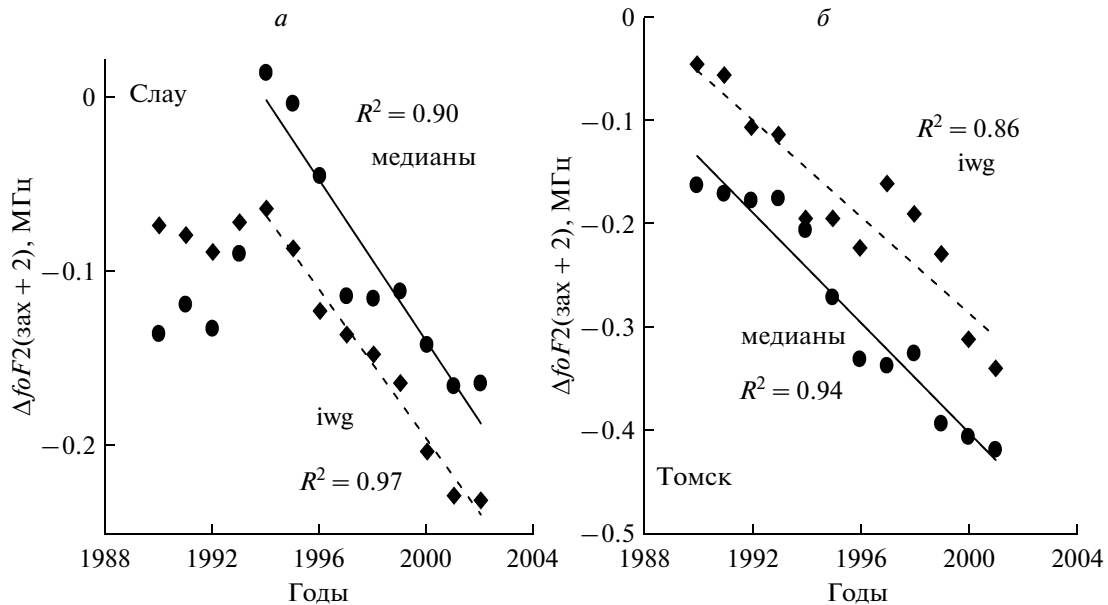 а
Слау
R² = 0.90
медианы
iwg
R² = 0.97
0
−0.1
−0.2
ΔfoF2(зах + 2), МГц
1988 1992 1996 2000 2004
Годы
б
R² = 0.86
iwg
медианы
R² = 0.94
Томск
0
−0.1
−0.2
−0.3
−0.4
−0.5
ΔfoF2(зах + 2), МГц
1988 1992 1996 2000 2004
Годы